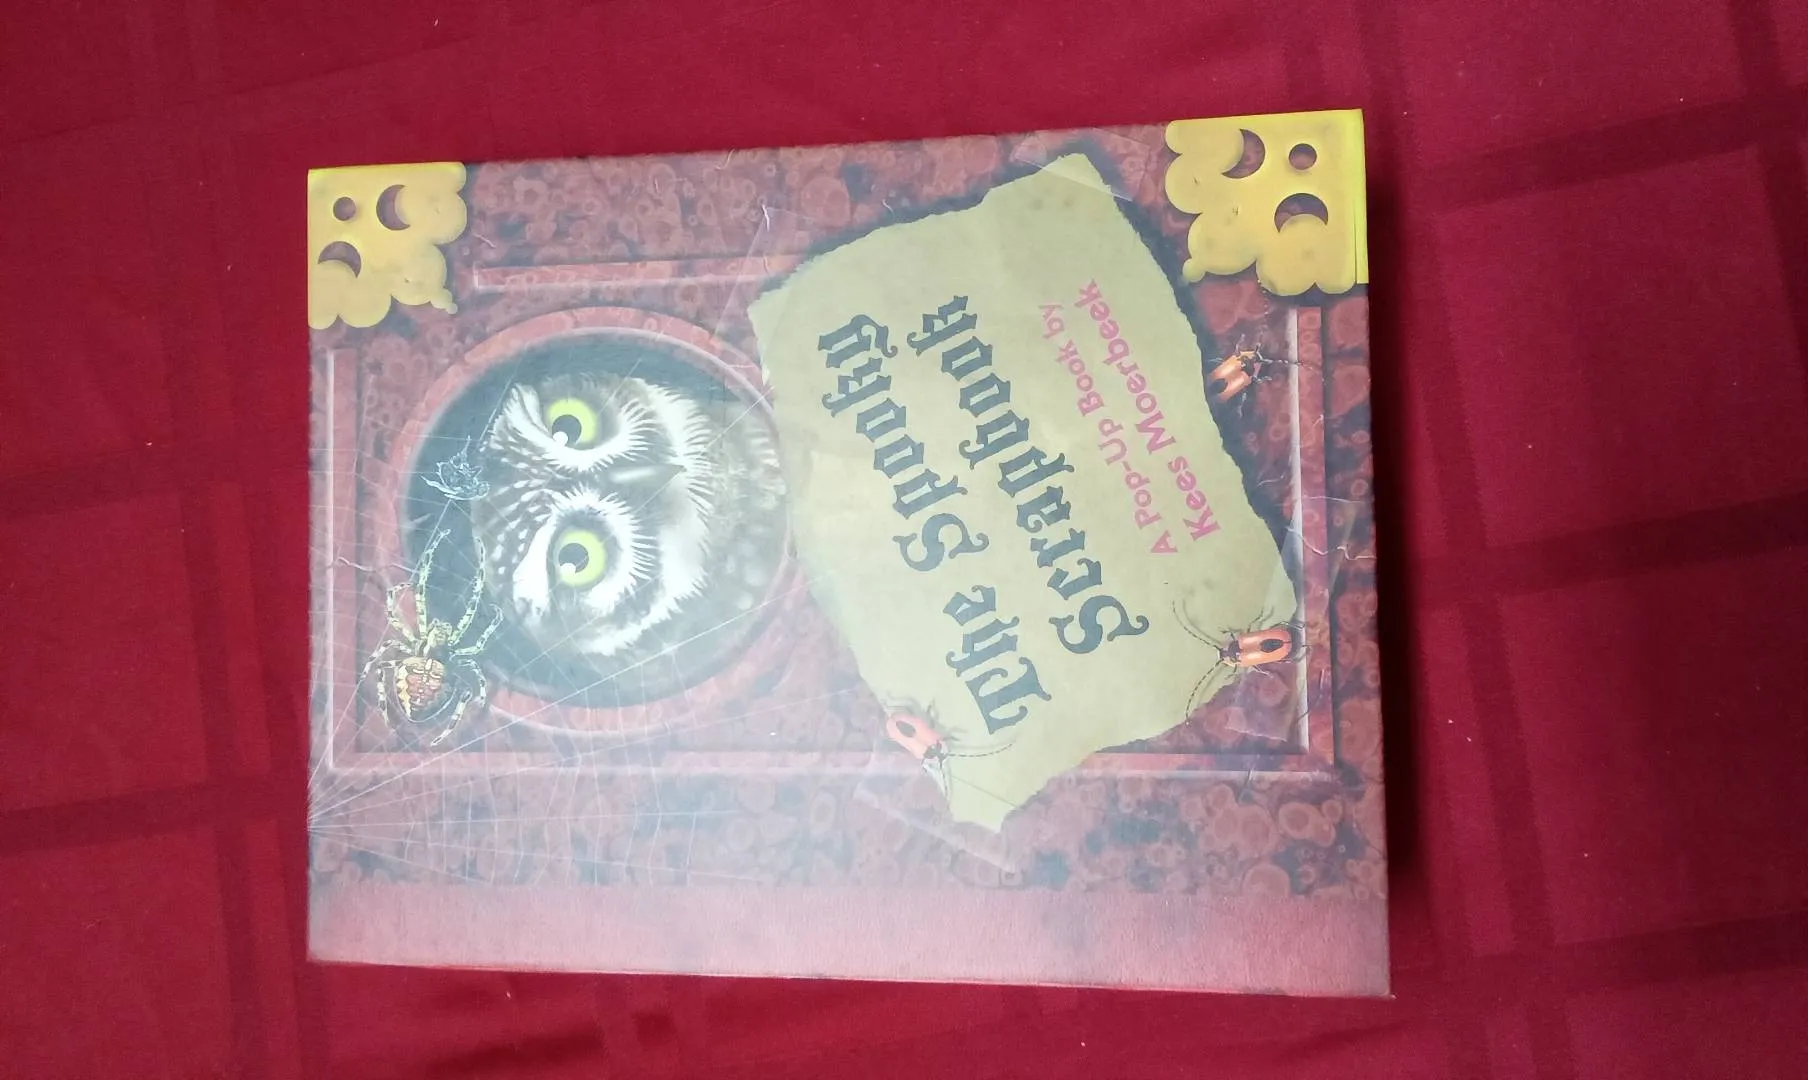 The Spooky
Scrapbook
A Pop-Up Book by
Kees Moerbeek